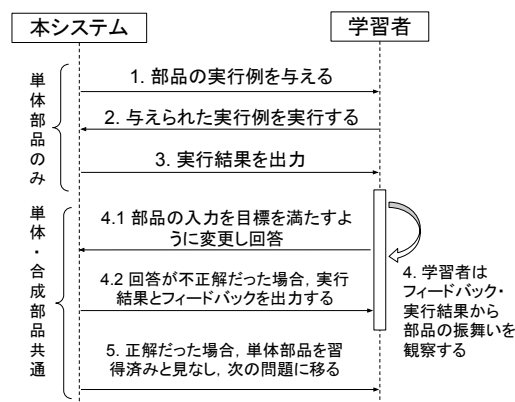 本システム
学習者
単体部品のみ
1. 部品の実行例を与える
2. 与えられた実行例を実行する
3. 実行結果を出力
単体・合成部品共通
4.1 部品の入力を目標を満たすよ
うに変更し回答
4.2 回答が不正解だった場合，実行
結果とフィードバックを出力する
4. 学習者は
フィードバック・
実行結果から
部品の振舞いを
観察する
5. 正解だった場合，単体部品を習
得済みと見なし，次の問題に移る